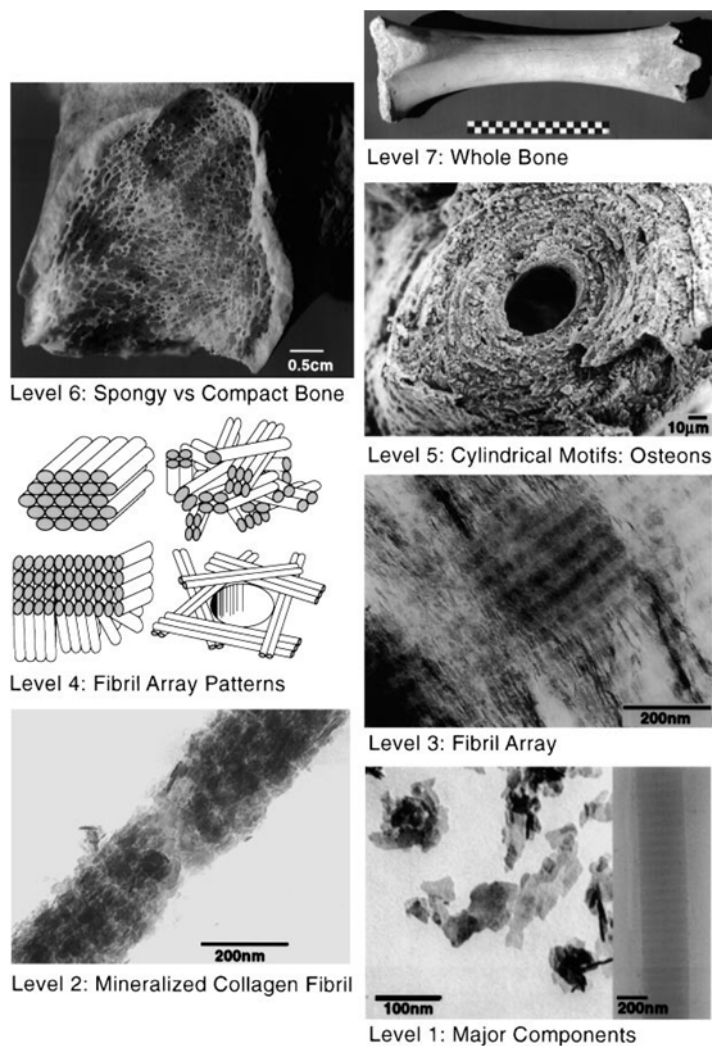 Level 7: Whole Bone
0.5cm
Level 6: Spongy vs Compact Bone
10μm
Level 5: Cylindrical Motifs: Osteons
Level 4: Fibril Array Patterns
200nm
Level 3: Fibril Array
200nm
Level 2: Mineralized Collagen Fibril
100nm
200nm
Level 1: Major Components